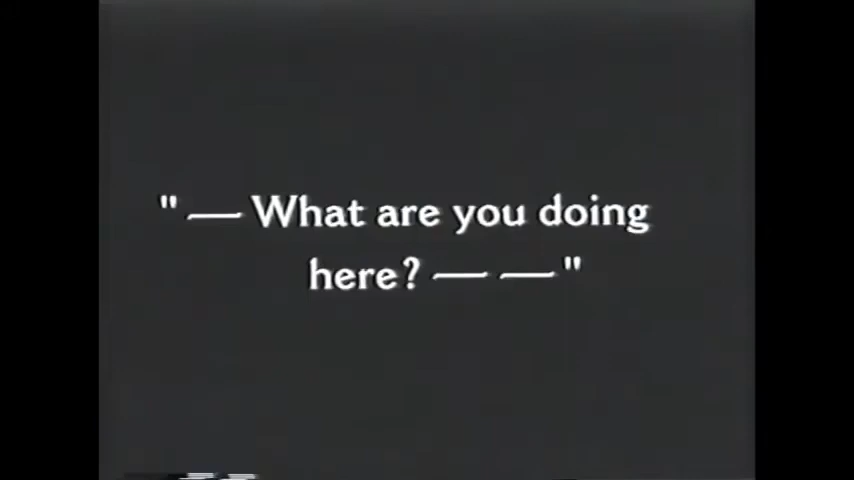 "— What are you doing
here? — —"